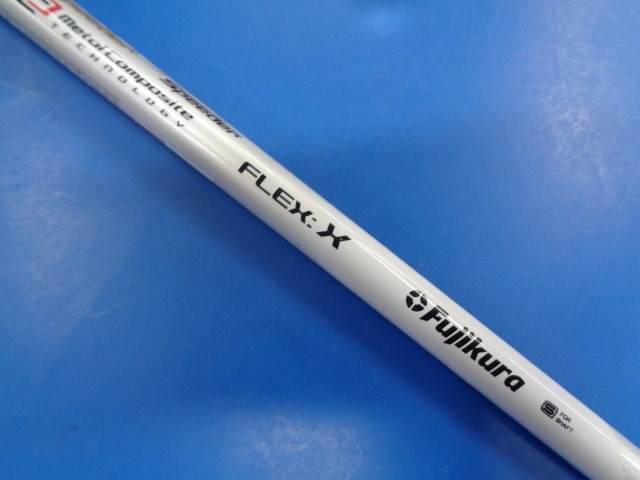 Speeder
Metal Composite
TECHNOLOGY
FLEX: X
Fujikura
S FOR
SHAFT